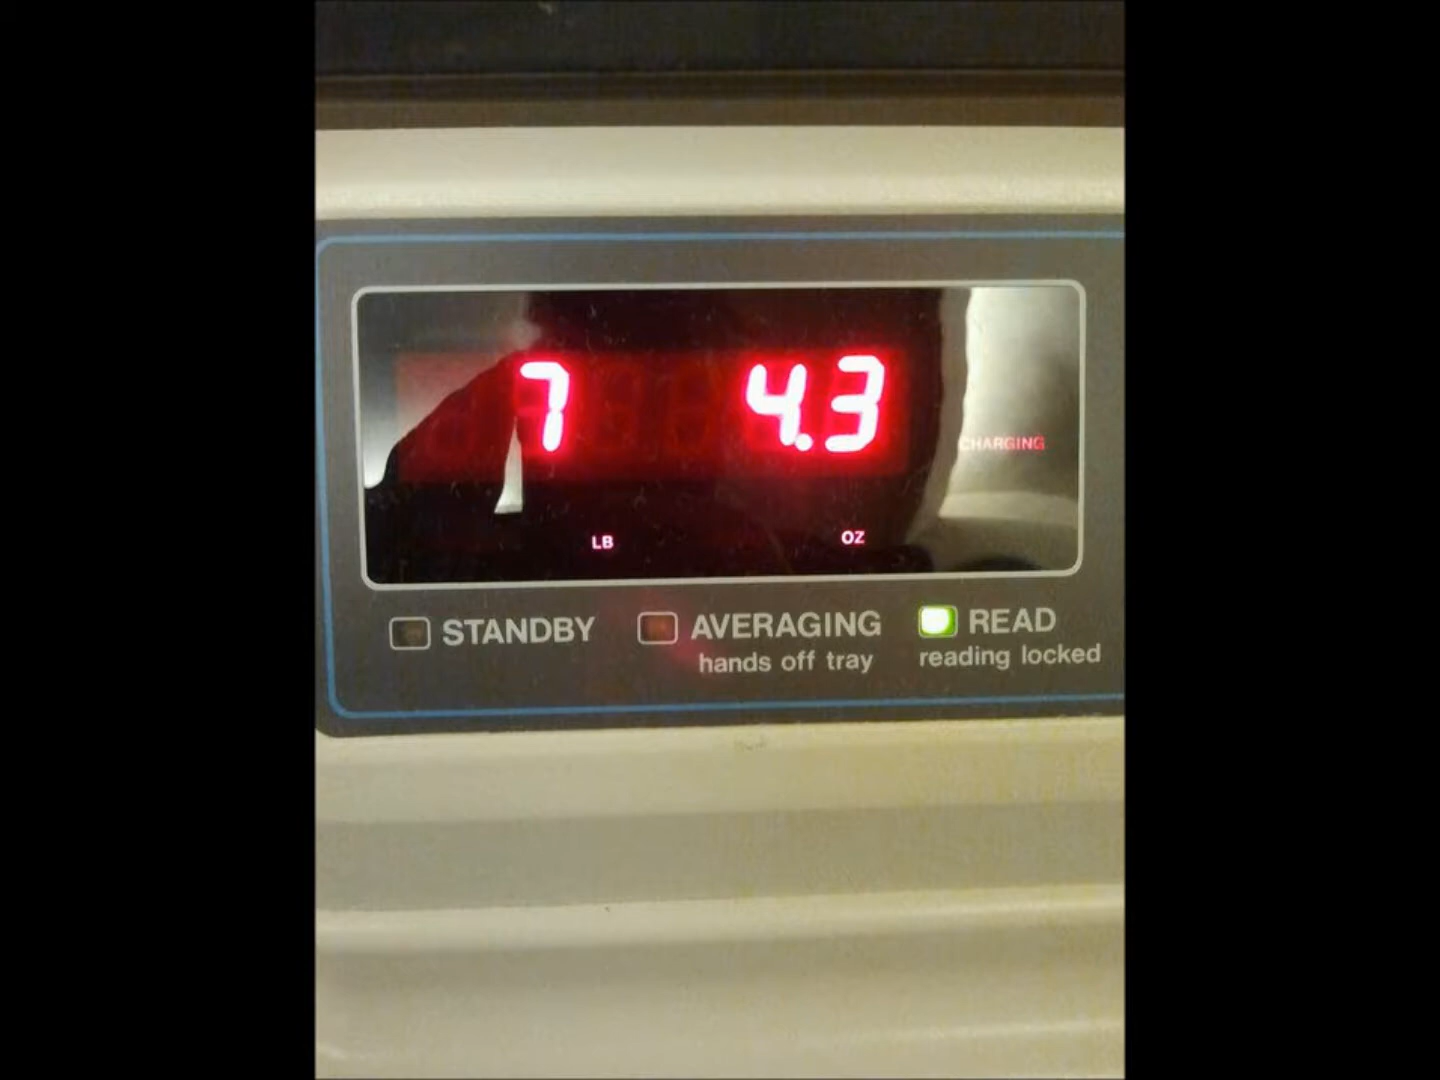 7 4.3
CHARGING
LB OZ
STANDBY AVERAGING READ
hands off tray reading locked